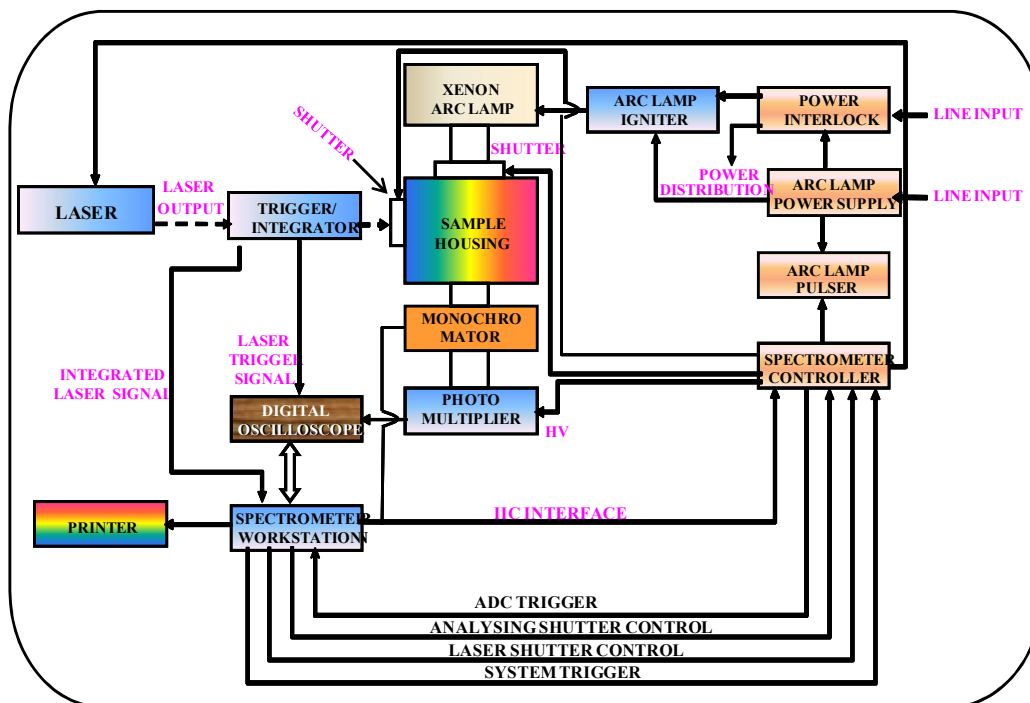 XENON
ARC LAMP
ARC LAMP
IGNITER
POWER
INTERLOCK
LINE INPUT
SHUTTER
SHUTTER
POWER
DISTRIBUTION
ARC LAMP
POWER SUPPLY
LINE INPUT
LASER
LASER
OUTPUT
TRIGGER/
INTEGRATOR
SAMPLE
HOUSING
ARC LAMP
PULSER
MONOCHRO
MATOR
LASER
TRIGGER
SIGNAL
INTEGRATED
LASER SIGNAL
SPECTROMETER
CONTROLLER
DIGITAL
OSCILLOSCOPE
PHOTO
MULTIPLIER
HV
PRINTER
SPECTROMETER
WORKSTATIONN
IIC INTERFACE
ADC TRIGGER
ANALYSING SHUTTER CONTROL
LASER SHUTTER CONTROL
SYSTEM TRIGGER